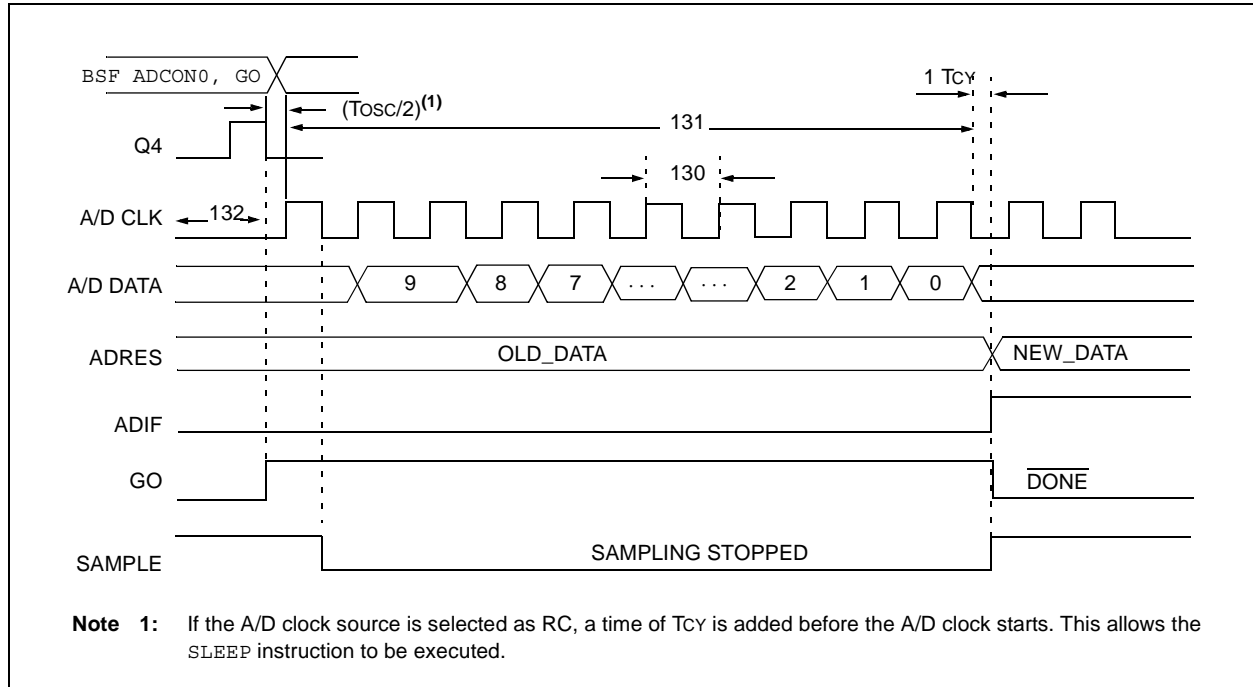 BSF ADCON0, GO
1 TCY
(TOSC/2)(1)
131
Q4
130
A/D CLK
132
A/D DATA
9 8 7 . . . . . . 2 1 0
ADRES
OLD_DATA
NEW_DATA
ADIF
GO
DONE
SAMPLE
SAMPLING STOPPED
Note 1: If the A/D clock source is selected as RC, a time of TCY is added before the A/D clock starts. This allows the
SLEEP instruction to be executed.